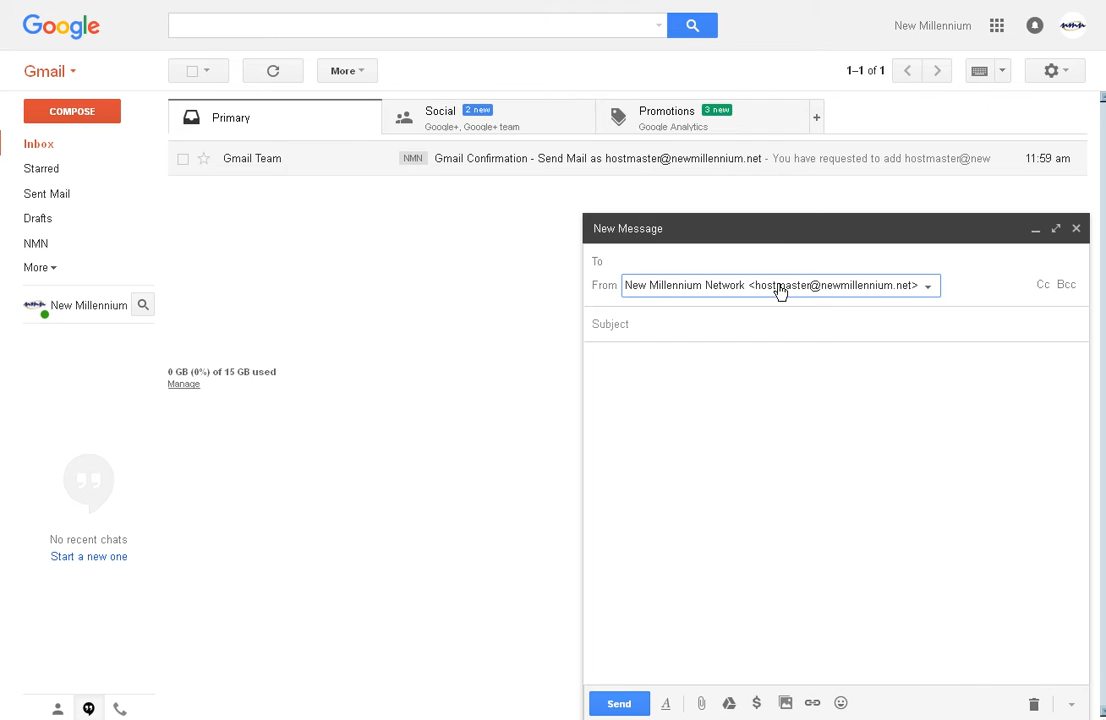 Google
New Millennium
nmn
Gmail
More
1–1 of 1
COMPOSE
Primary
Social 2 new
Google+, Google+ team
Promotions 3 new
Google Analytics
+
Inbox
Gmail Team NMN Gmail Confirmation - Send Mail as hostmaster@newmillennium.net - You have requested to add hostmaster@new 11:59 am
Starred
Sent Mail
Drafts
NMN
More
New Millennium
0 GB (0%) of 15 GB used
Manage
No recent chats
Start a new one
New Message
To
From New Millennium Network <hostmaster@newmillennium.net> Cc Bcc
Subject
Send A $